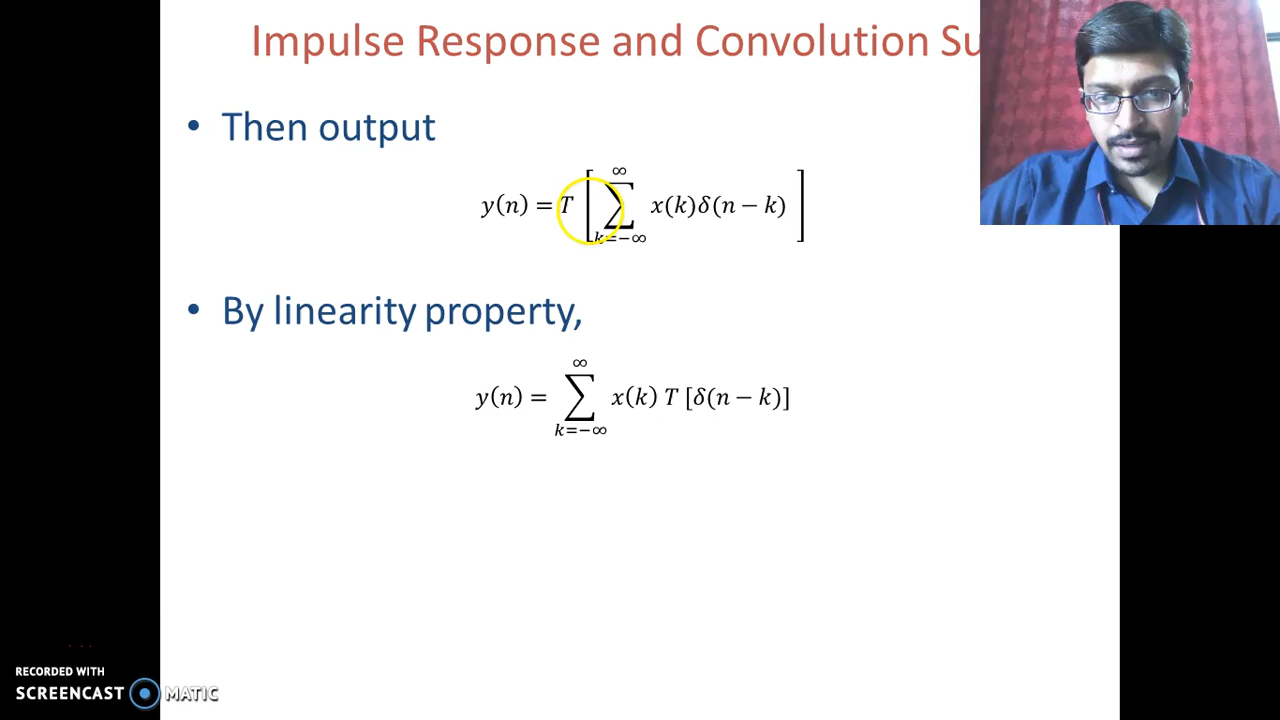 Impulse Response and Convolution Su
• Then output
y(n) = T [ ∑_{k=−∞}^{∞} x(k)δ(n − k) ]
• By linearity property,
y(n) = ∑_{k=−∞}^{∞} x(k) T [δ(n − k)]
RECORDED WITH
SCREENCAST MATIC